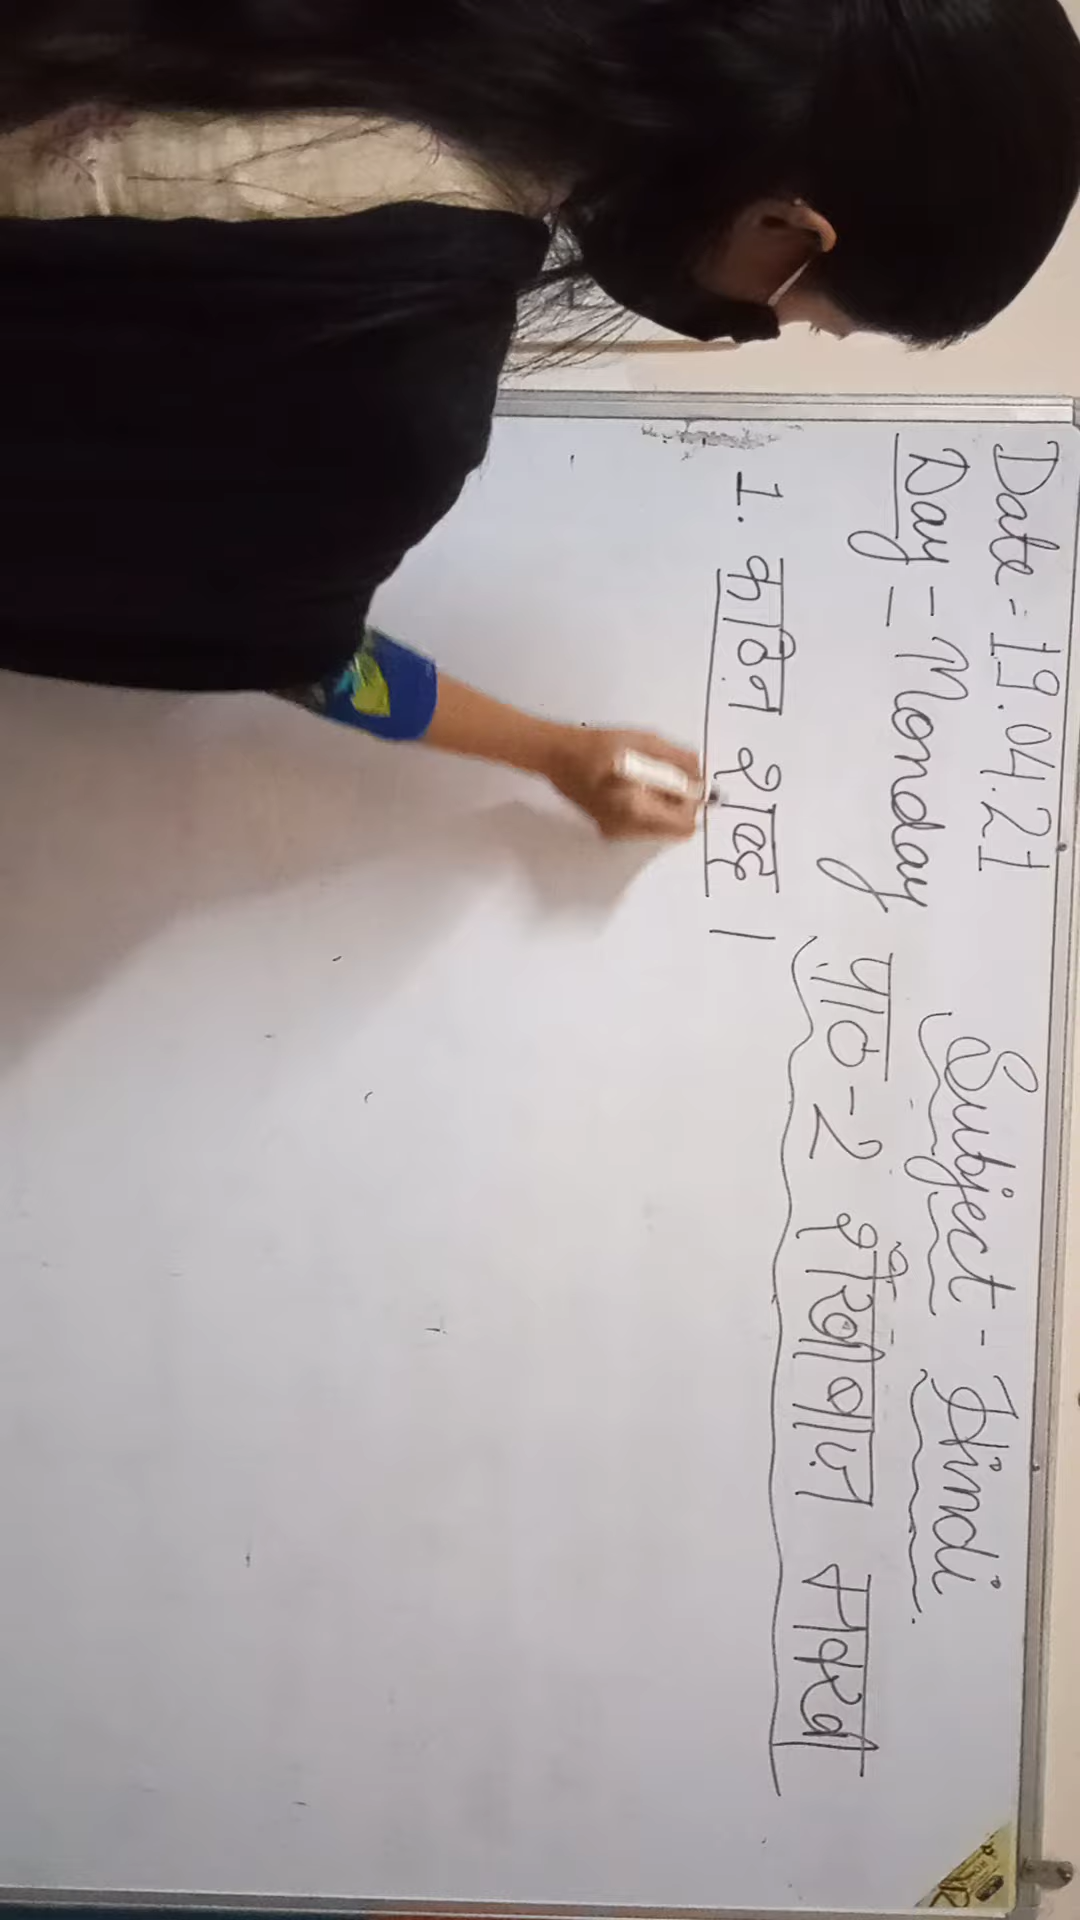 Date - 19.04.21
Subject - Hindi.
Day - Monday
पाठ - 2 शेखीबाज मक्खी
1. कठिन शब्द ।